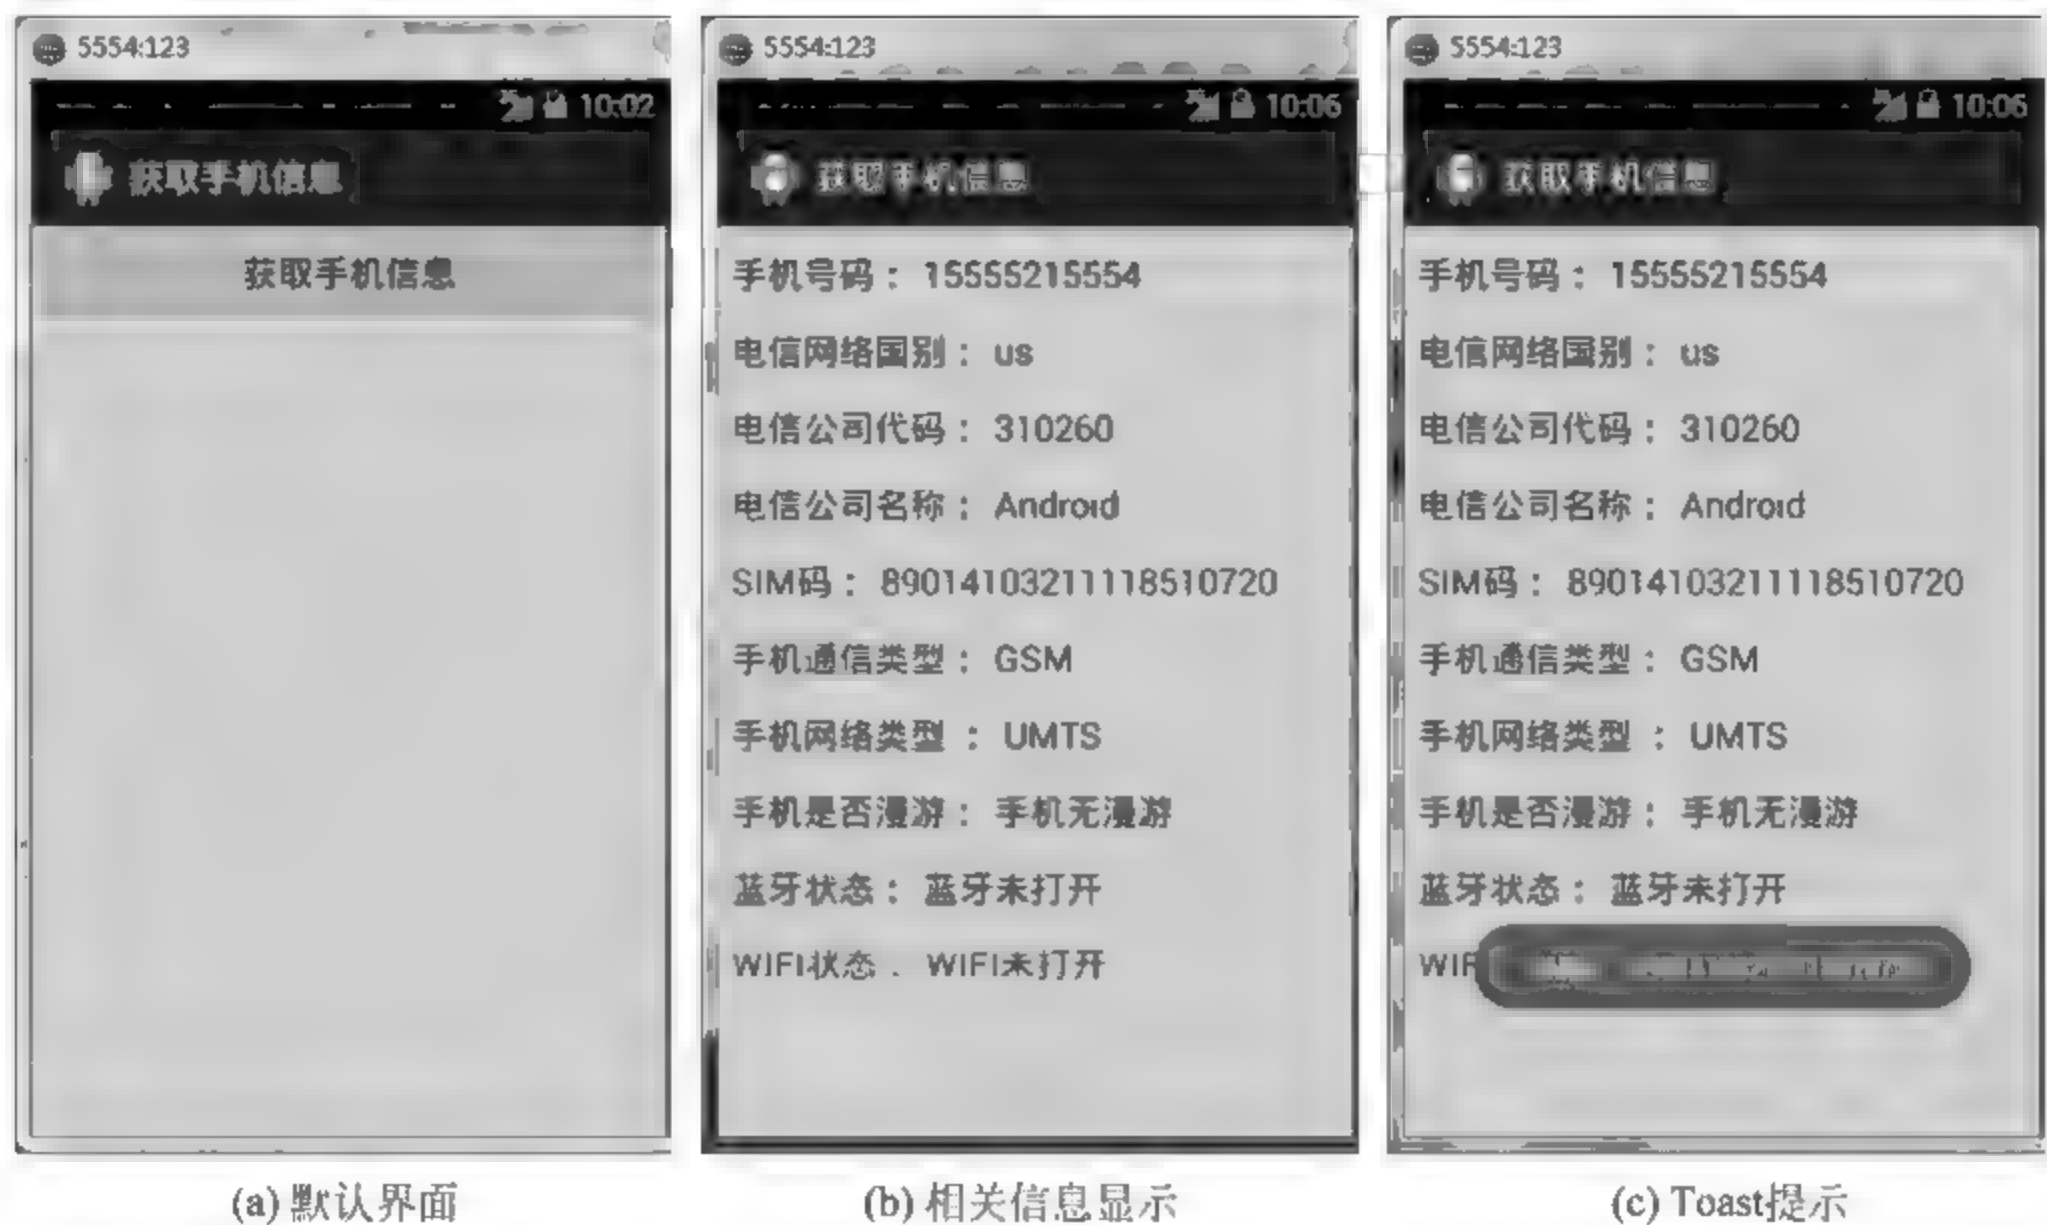 5554:123
10:02
获取手机信息
获取手机信息
(a) 默认界面
5554:123
10:06
获取手机信息
手机号码： 15555215554
电信网络国别： us
电信公司代码： 310260
电信公司名称： Android
SIM码： 89014103211118510720
手机通信类型： GSM
手机网络类型 ： UMTS
手机是否漫游： 手机无漫游
蓝牙状态： 蓝牙未打开
WIFI状态 . WIFI未打开
(b) 相关信息显示
5554:123
10:06
获取手机信息
手机号码： 15555215554
电信网络国别： us
电信公司代码： 310260
电信公司名称： Android
SIM码： 89014103211118510720
手机通信类型： GSM
手机网络类型 ： UMTS
手机是否漫游： 手机无漫游
蓝牙状态： 蓝牙未打开
(c) Toast提示